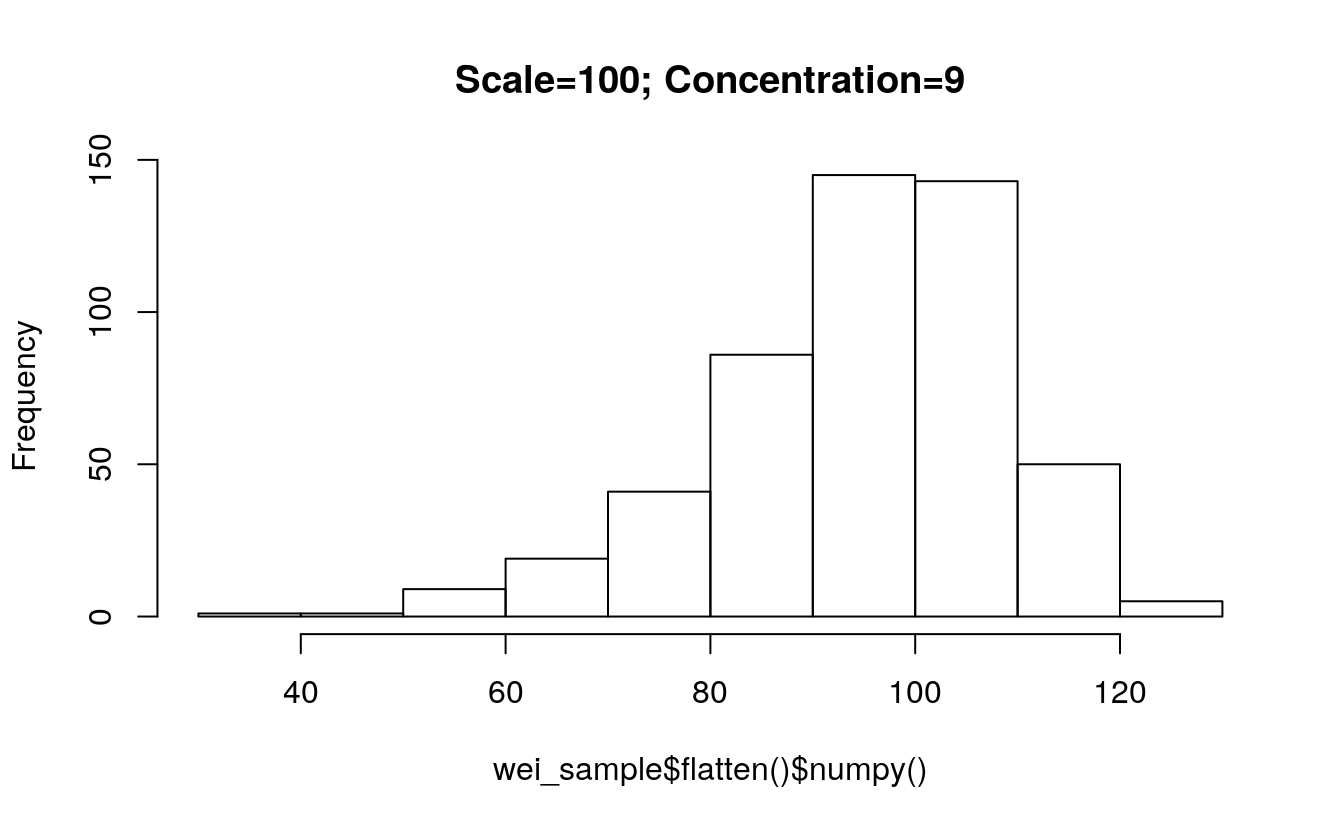 Scale=100; Concentration=9
Frequency
150
100
50
0
40 60 80 100 120
wei_sample$flatten()$numpy()